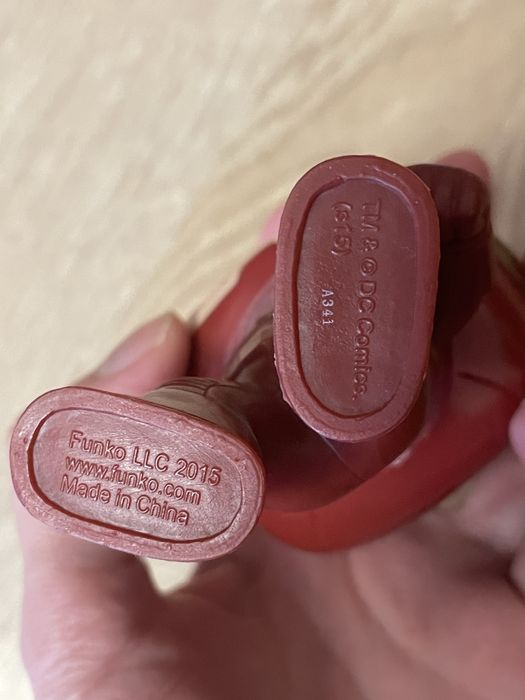 Funko LLC 2015
www.funko.com
Made in China
TM & © DC Comics.
(s15)
A341